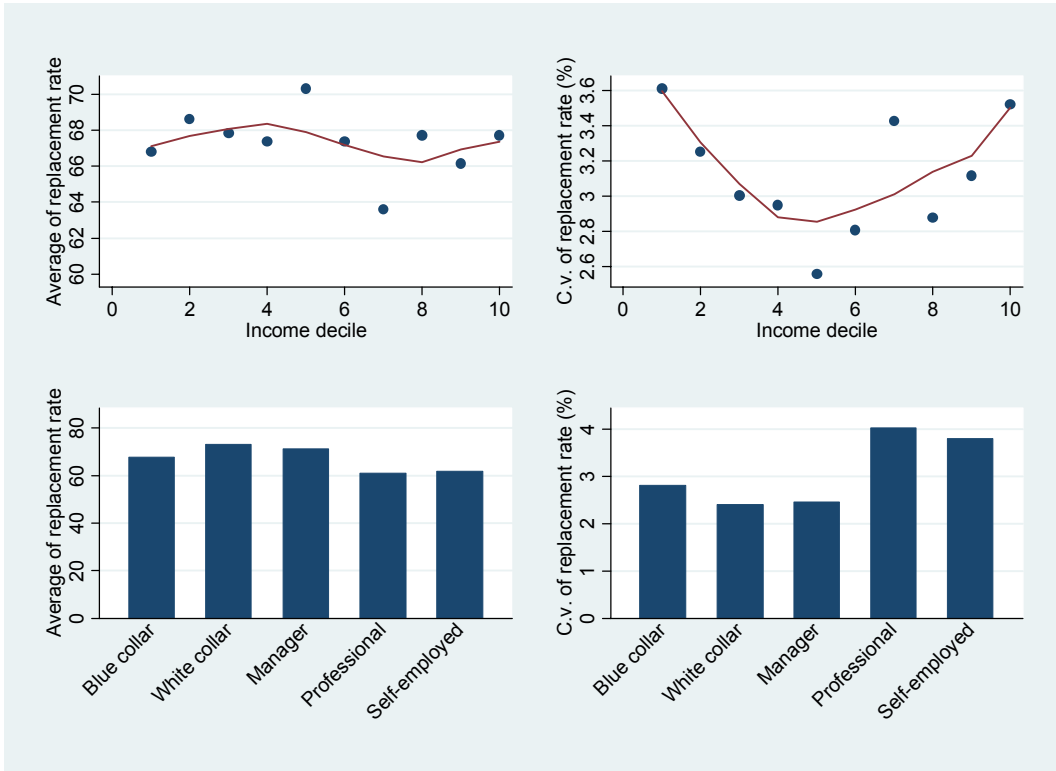 Average of replacement rate
70
68
66
64
62
60
0 2 4 6 8 10
Income decile
C.v. of replacement rate (%)
3.6
3.4
3.2
3
2.8
2.6
0 2 4 6 8 10
Income decile
Average of replacement rate
80
60
40
20
0
Blue collar
White collar
Manager
Professional
Self-employed
C.v. of replacement rate (%)
4
3
2
1
0
Blue collar
White collar
Manager
Professional
Self-employed